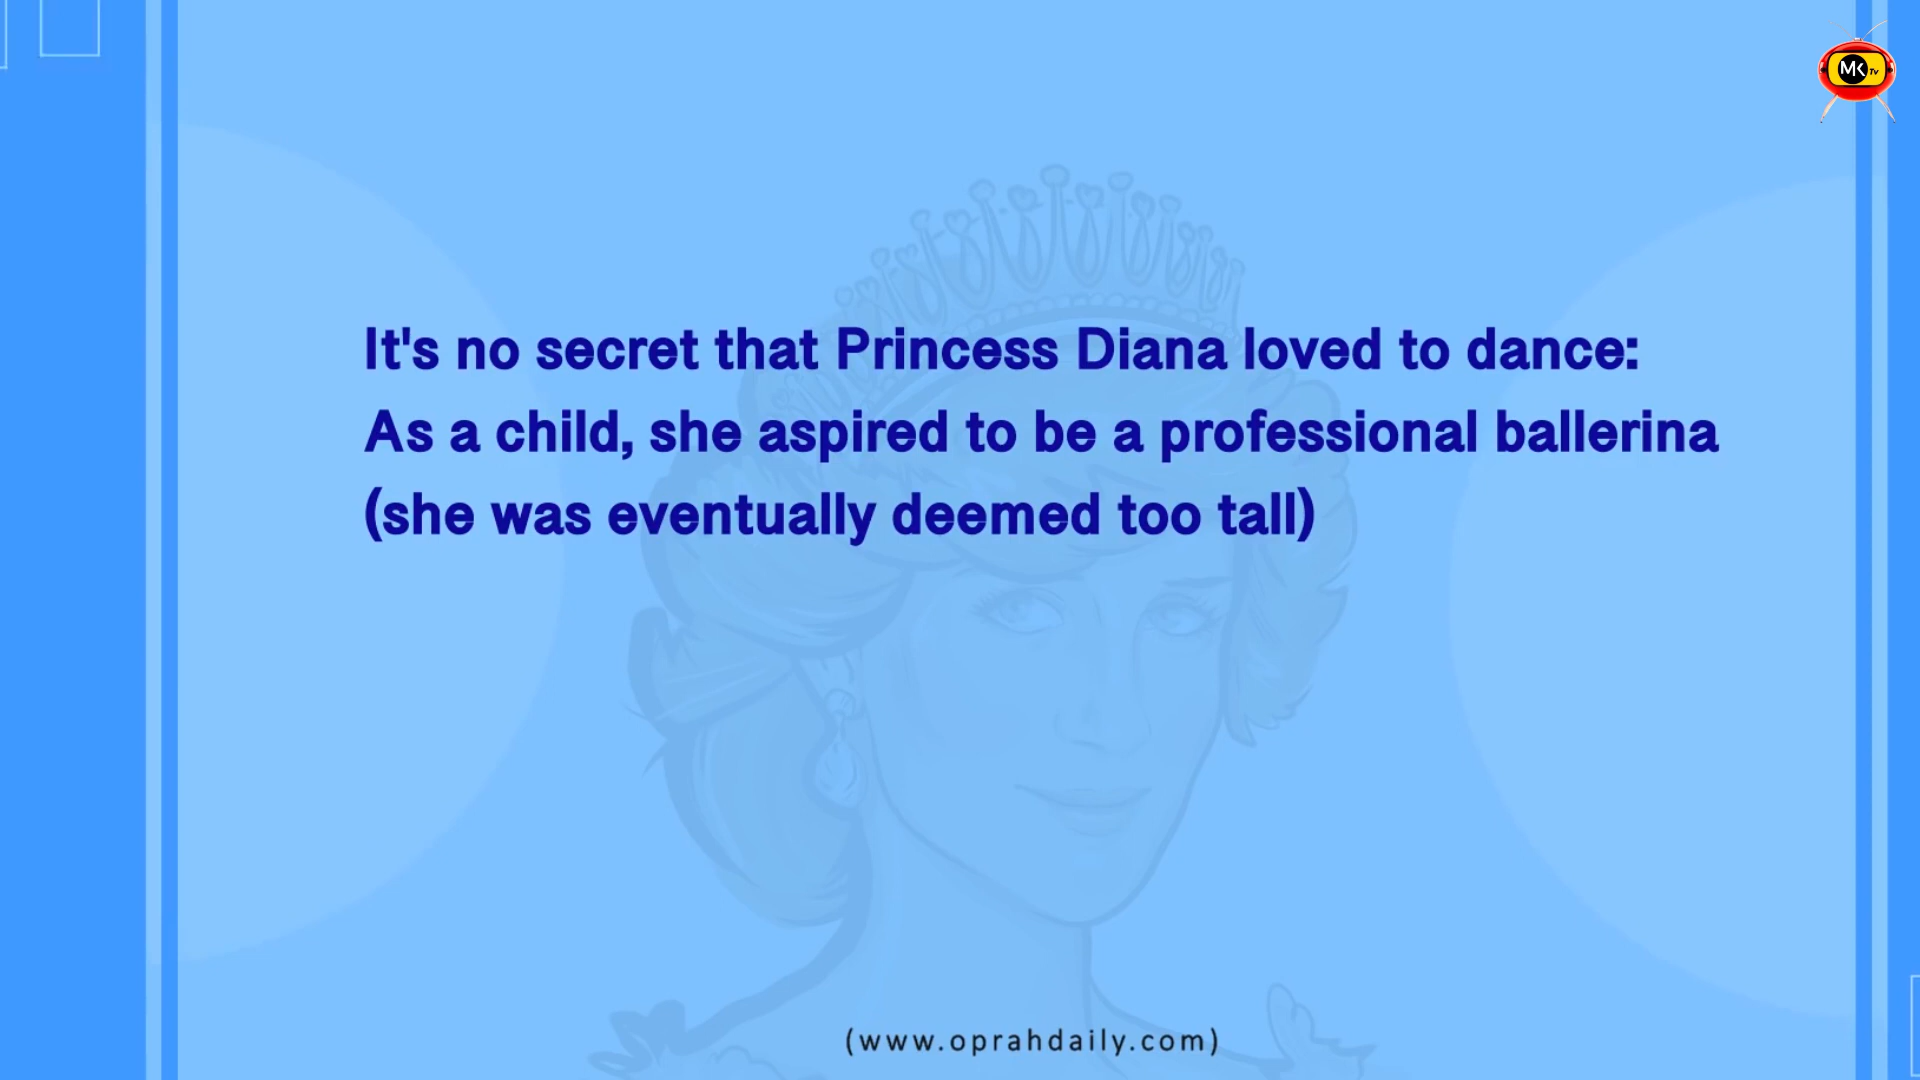 MK TV
It's no secret that Princess Diana loved to dance:
As a child, she aspired to be a professional ballerina
(she was eventually deemed too tall)
(www.oprahdaily.com)